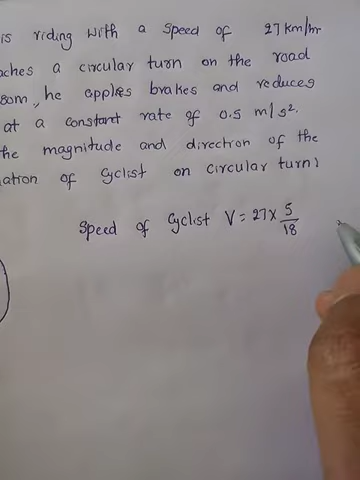 is riding with a speed of 27 km/hr
aches a circular turn on the road
80m, he applies brakes and reduces
at a constant rate of 0.5 m/s².
he magnitude and direction of the
ation of cyclist on circular turn?
Speed of Cyclist V = 27 × 5/18